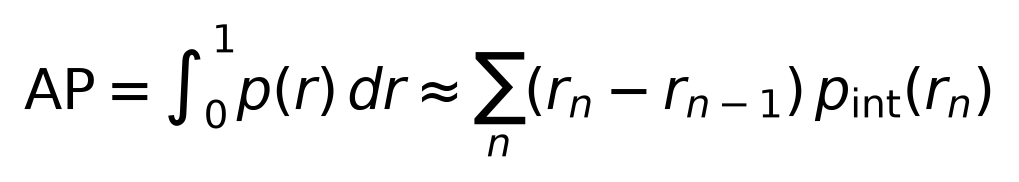 AP = ∫₀¹ p(r) dr ≈ ∑ₙ (rₙ − rₙ₋₁) p_int(rₙ)